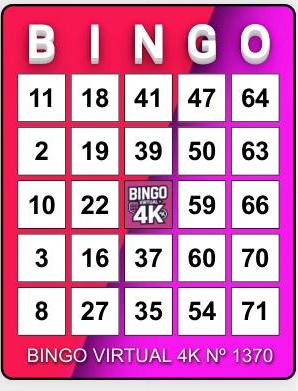 B I N G O
11 18 41 47 64
2 19 39 50 63
10 22 BINGO VIRTUAL 4K 59 66
3 16 37 60 70
8 27 35 54 71
BINGO VIRTUAL 4K Nº 1370